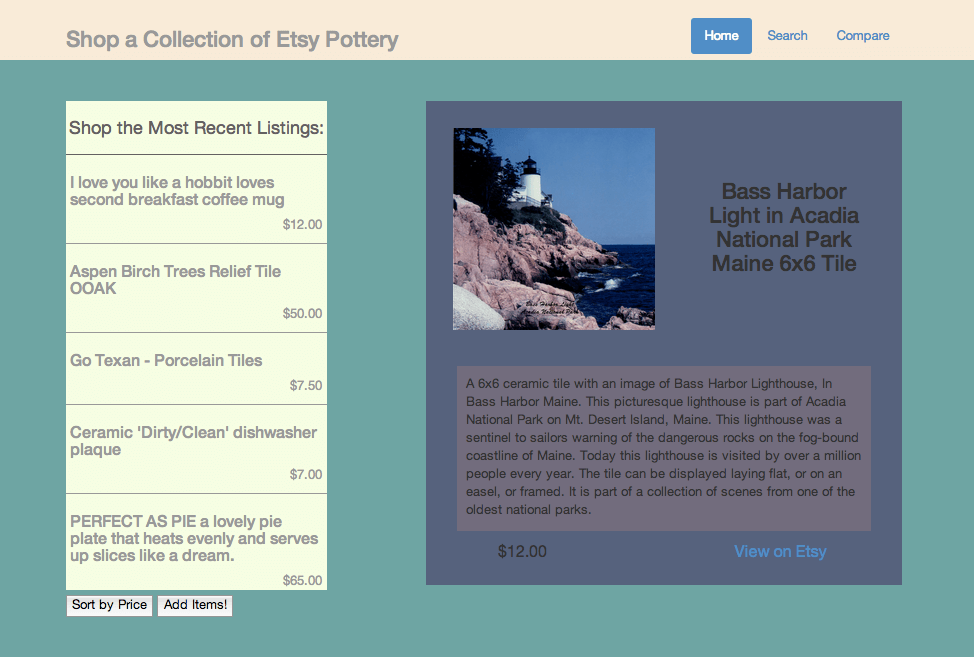 Shop a Collection of Etsy Pottery
Home Search Compare
Shop the Most Recent Listings:
I love you like a hobbit loves
second breakfast coffee mug
$12.00
Aspen Birch Trees Relief Tile
OOAK
$50.00
Go Texan - Porcelain Tiles
$7.50
Ceramic 'Dirty/Clean' dishwasher
plaque
$7.00
PERFECT AS PIE a lovely pie
plate that heats evenly and serves
up slices like a dream.
$65.00
Sort by Price Add Items!
Bass Harbor Light
Acadia National Park
Bass Harbor
Light in Acadia
National Park
Maine 6x6 Tile
A 6x6 ceramic tile with an image of Bass Harbor Lighthouse, In
Bass Harbor Maine. This picturesque lighthouse is part of Acadia
National Park on Mt. Desert Island, Maine. This lighthouse was a
sentinel to sailors warning of the dangerous rocks on the fog-bound
coastline of Maine. Today this lighthouse is visited by over a million
people every year. The tile can be displayed laying flat, or on an
easel, or framed. It is part of a collection of scenes from one of the
oldest national parks.
$12.00
View on Etsy